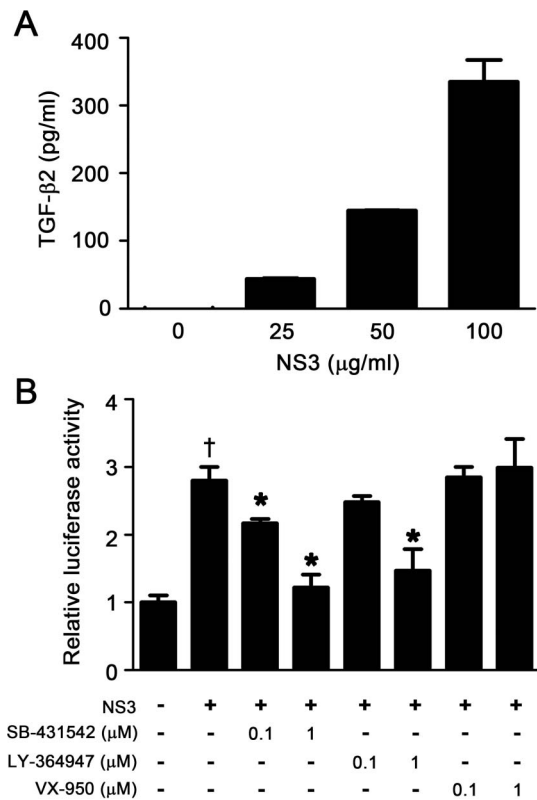 A
TGF-β2 (pg/ml)
400
300
200
100
0
0 25 50 100
NS3 (μg/ml)
B
Relative luciferase activity
4
3
2
1
0
† * * *
NS3 - + + + + + + +
SB-431542 (μM) - - 0.1 1 - - - -
LY-364947 (μM) - - - - 0.1 1 - -
VX-950 (μM) - - - - - - 0.1 1